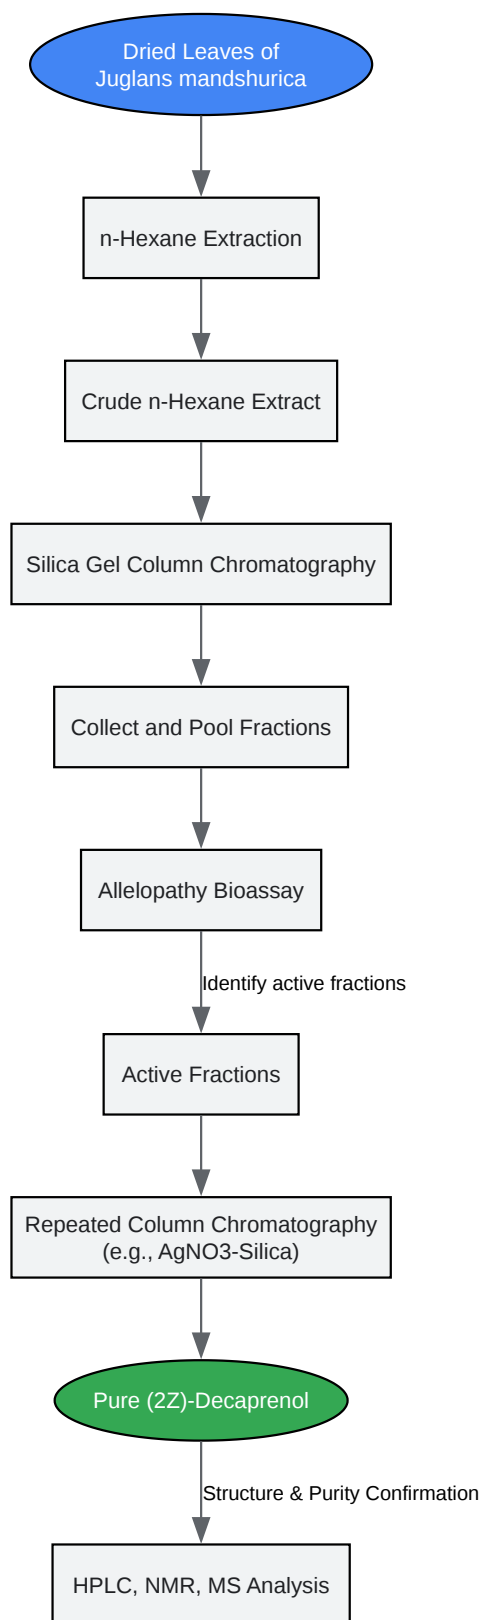 Dried Leaves of
Juglans mandshurica
n-Hexane Extraction
Crude n-Hexane Extract
Silica Gel Column Chromatography
Collect and Pool Fractions
Allelopathy Bioassay
Identify active fractions
Active Fractions
Repeated Column Chromatography
(e.g., AgNO3-Silica)
Pure (2Z)-Decaprenol
Structure & Purity Confirmation
HPLC, NMR, MS Analysis